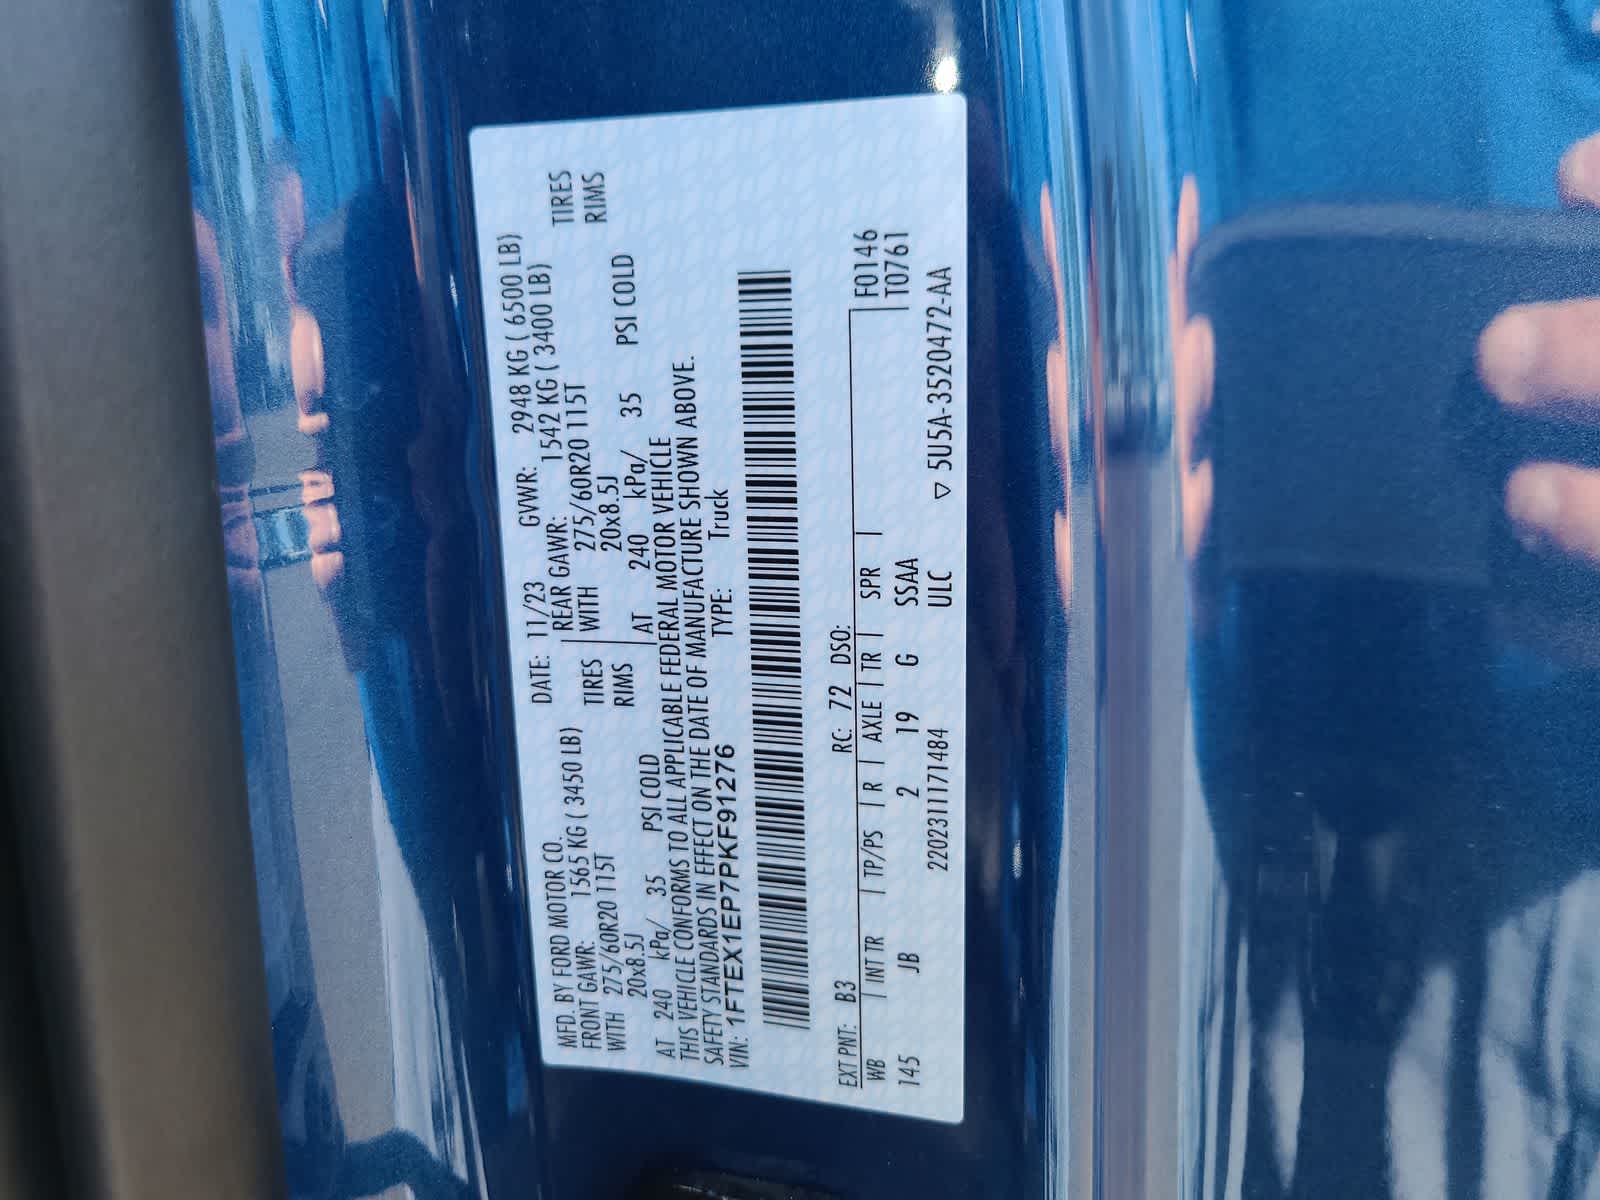 MFD. BY FORD MOTOR CO.
DATE: 11/23 GVWR: 2948 KG ( 6500 LB)
FRONT GAWR: 1565 KG ( 3450 LB) REAR GAWR: 1542 KG ( 3400 LB)
WITH 275/60R20 115T TIRES WITH 275/60R20 115T TIRES
20x8.5J RIMS 20x8.5J RIMS
AT 240 kPa/ 35 PSI COLD AT 240 kPa/ 35 PSI COLD
THIS VEHICLE CONFORMS TO ALL APPLICABLE FEDERAL MOTOR VEHICLE
SAFETY STANDARDS IN EFFECT ON THE DATE OF MANUFACTURE SHOWN ABOVE.
VIN: 1FTEX1EP7PKF91276 TYPE: Truck
EXT PNT: B3 RC: 72 DSO: F0146
WB | INT TR | TP/PS | R | AXLE | TR | SPR | T0761
145 JB 2 19 G SSAA
220231117171484 ULC ▽ 5U5A-3520472-AA